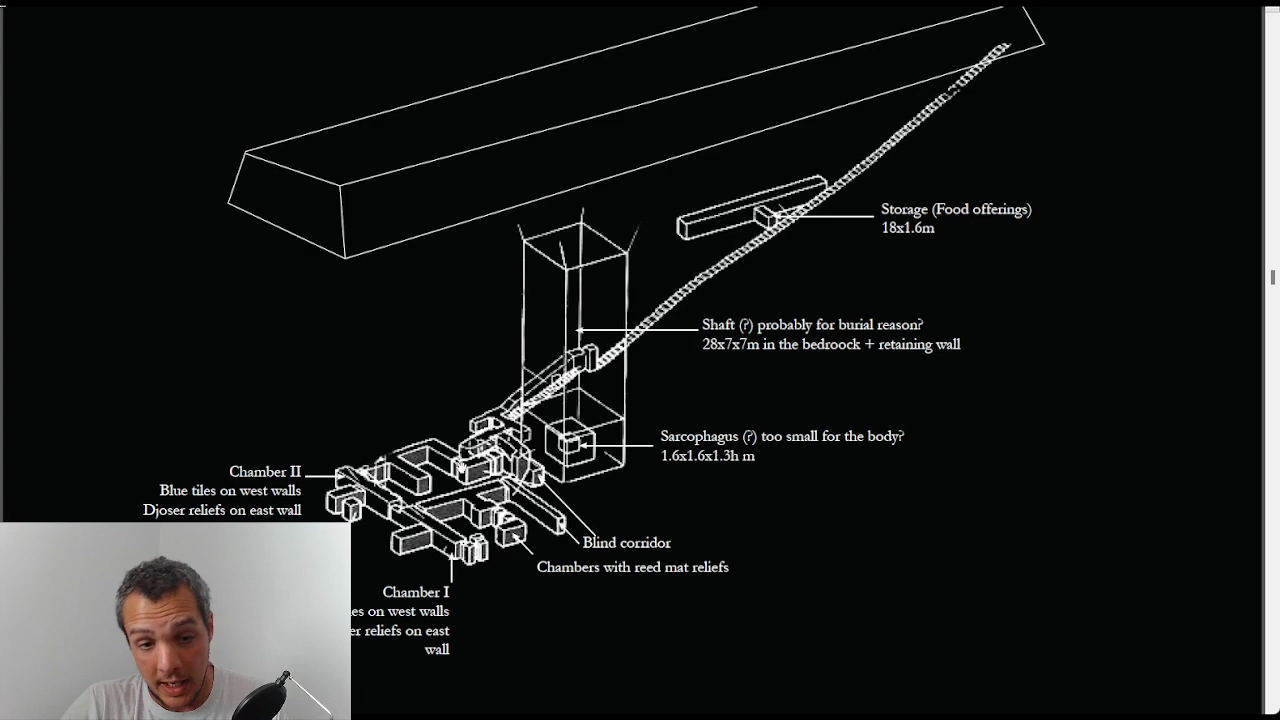 Storage (Food offerings)
18x1.6m
Shaft (?) probably for burial reason?
28x7x7m in the bedroock + retaining wall
Sarcophagus (?) too small for the body?
1.6x1.6x1.3h m
Chamber II
Blue tiles on west walls
Djoser reliefs on east wall
Blind corridor
Chambers with reed mat reliefs
Chamber I
on west walls
reliefs on east
wall